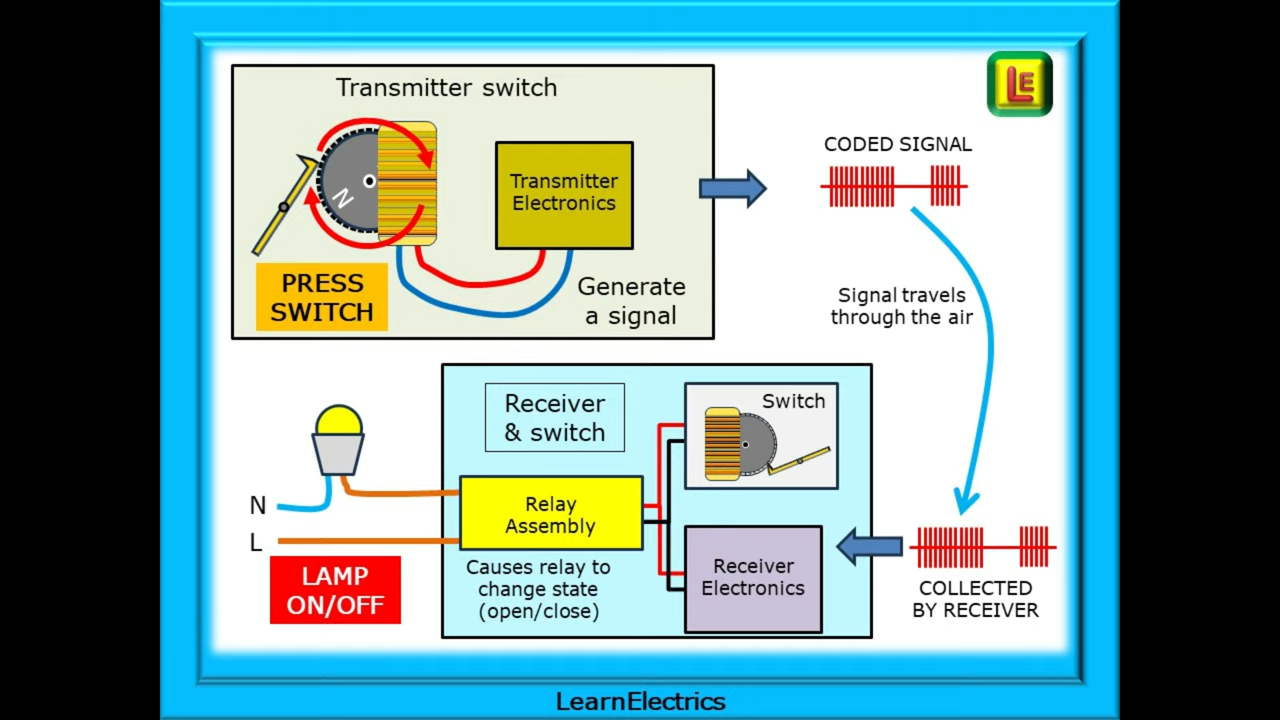 Transmitter switch
N
Transmitter
Electronics
PRESS
SWITCH
Generate
a signal
LE
CODED SIGNAL
Signal travels
through the air
Receiver
& switch
Switch
N
L
Relay
Assembly
Receiver
Electronics
LAMP
ON/OFF
Causes relay to
change state
(open/close)
COLLECTED
BY RECEIVER
LearnElectrics